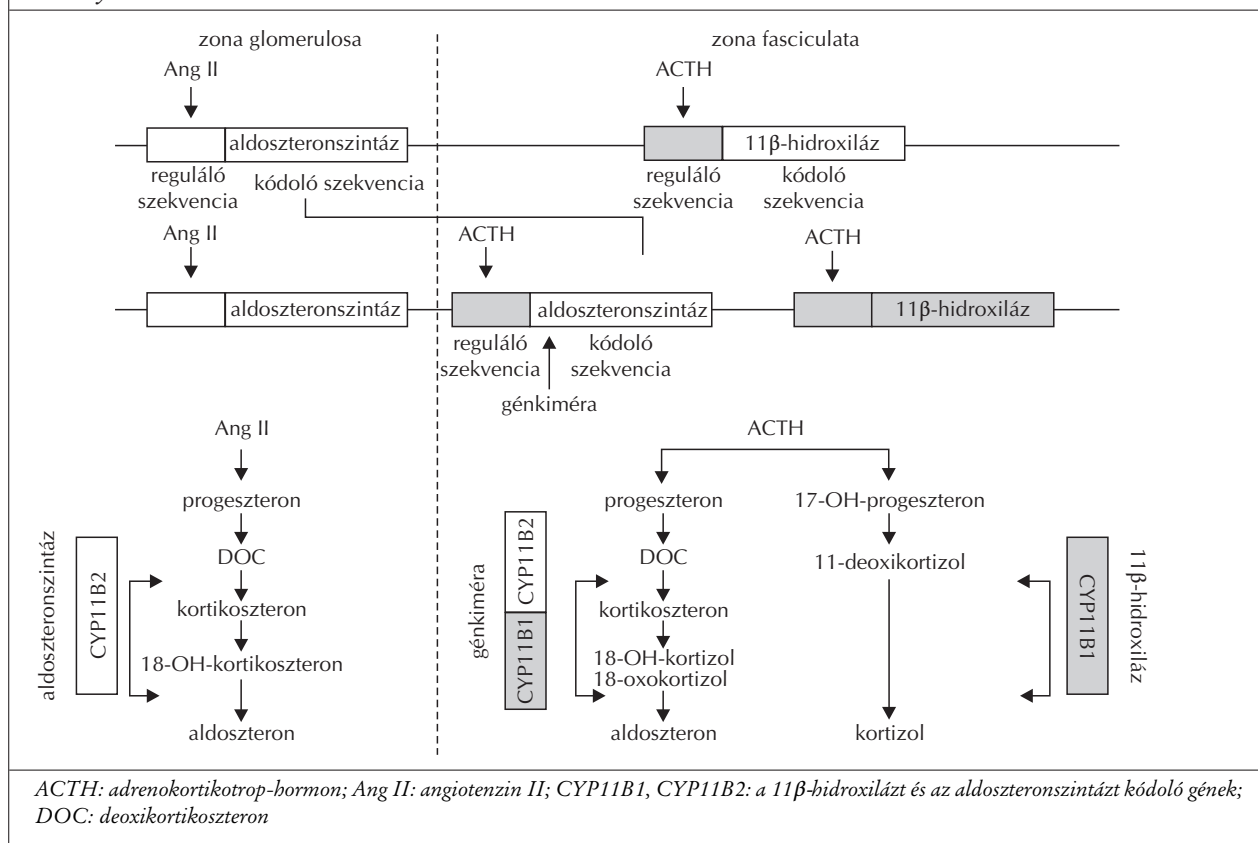 zona glomerulosa
zona fasciculata
Ang II
ACTH
aldoszteronszintáz
11β-hidroxiláz
reguláló
szekvencia
kódoló szekvencia
reguláló
szekvencia
kódoló
szekvencia
Ang II
ACTH
ACTH
aldoszteronszintáz
aldoszteronszintáz
11β-hidroxiláz
reguláló
szekvencia
kódoló
szekvencia
génkiméra
Ang II
progeszteron
DOC
kortikoszteron
18-OH-kortikoszteron
aldoszteron
aldoszteronszintáz
CYP11B2
ACTH
progeszteron
DOC
kortikoszteron
18-OH-kortizol
18-oxokortizol
aldoszteron
génkiméra
CYP11B2
CYP11B1
17-OH-progeszteron
11-deoxikortizol
kortizol
CYP11B1
11β-hidroxiláz
ACTH: adrenokortikotrop-hormon; Ang II: angiotenzin II; CYP11B1, CYP11B2: a 11β-hidroxilázt és az aldoszteronszintázt kódoló gének;
DOC: deoxikortikoszteron